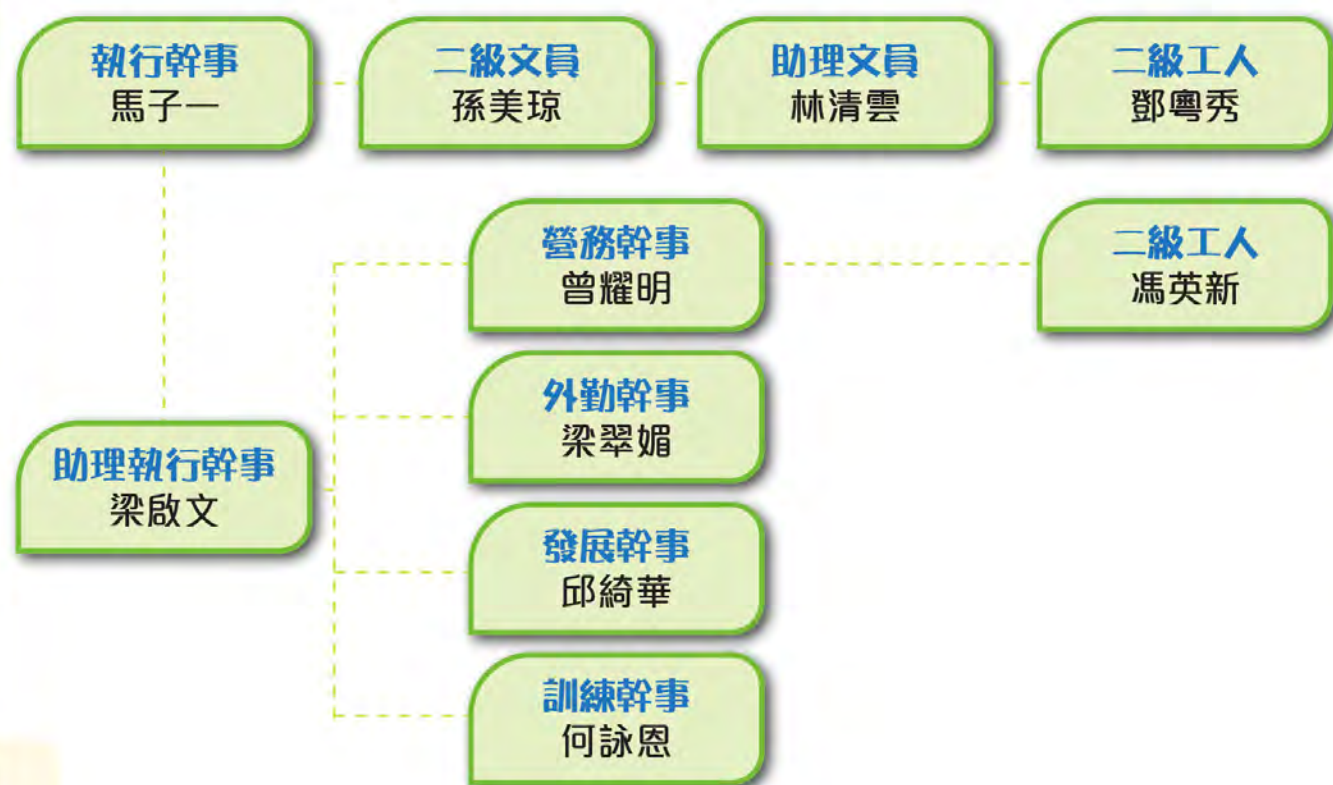 執行幹事
馬子一
二級文員
孫美琼
助理文員
林清雲
二級工人
鄧粵秀
營務幹事
曾耀明
二級工人
馮英新
外勤幹事
梁翠媚
助理執行幹事
梁啟文
發展幹事
邱綺華
訓練幹事
何詠恩